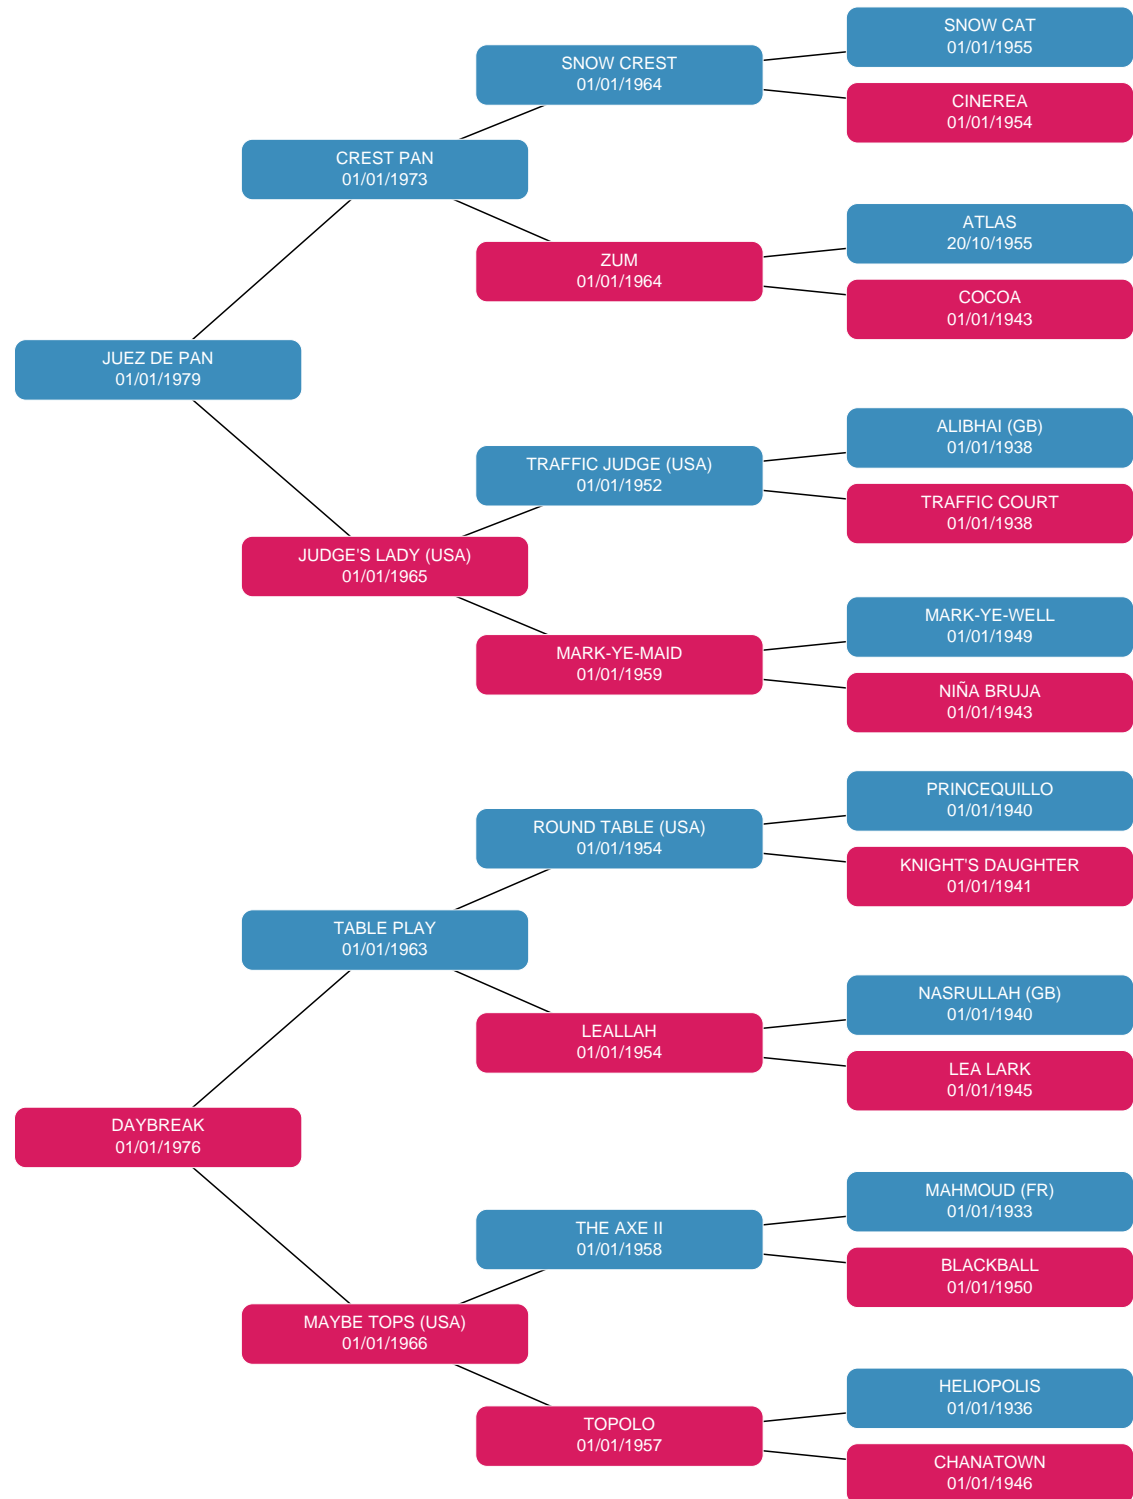 SNOW CAT
01/01/1955
SNOW CREST
01/01/1964
CINEREA
01/01/1954
CREST PAN
01/01/1973
ATLAS
20/10/1955
ZUM
01/01/1964
COCOA
01/01/1943
JUEZ DE PAN
01/01/1979
ALIBHAI (GB)
01/01/1938
TRAFFIC JUDGE (USA)
01/01/1952
TRAFFIC COURT
01/01/1938
JUDGE'S LADY (USA)
01/01/1965
MARK-YE-WELL
01/01/1949
MARK-YE-MAID
01/01/1959
NIÑA BRUJA
01/01/1943
PRINCEQUILLO
01/01/1940
ROUND TABLE (USA)
01/01/1954
KNIGHT'S DAUGHTER
01/01/1941
TABLE PLAY
01/01/1963
NASRULLAH (GB)
01/01/1940
LEALLAH
01/01/1954
LEA LARK
01/01/1945
DAYBREAK
01/01/1976
MAHMOUD (FR)
01/01/1933
THE AXE II
01/01/1958
BLACKBALL
01/01/1950
MAYBE TOPS (USA)
01/01/1966
HELIOPOLIS
01/01/1936
TOPOLO
01/01/1957
CHANATOWN
01/01/1946